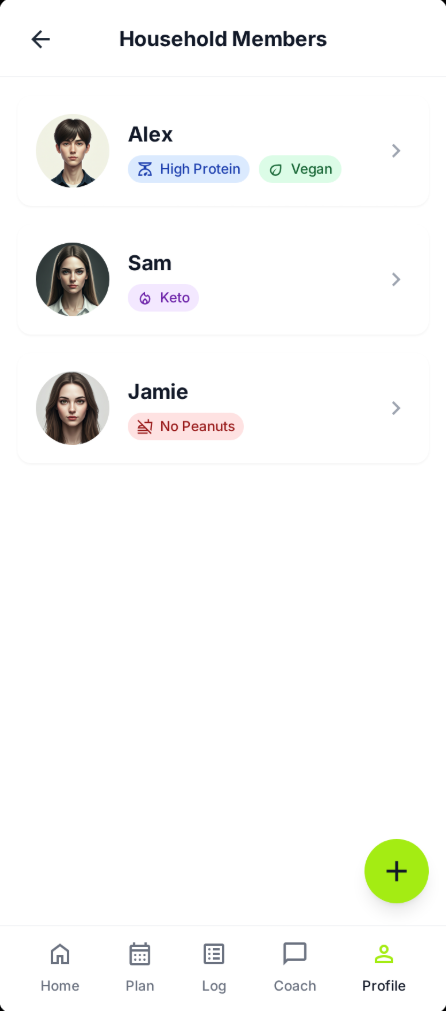 Household Members
Alex
High Protein Vegan
Sam
Keto
Jamie
No Peanuts
Home Plan Log Coach Profile